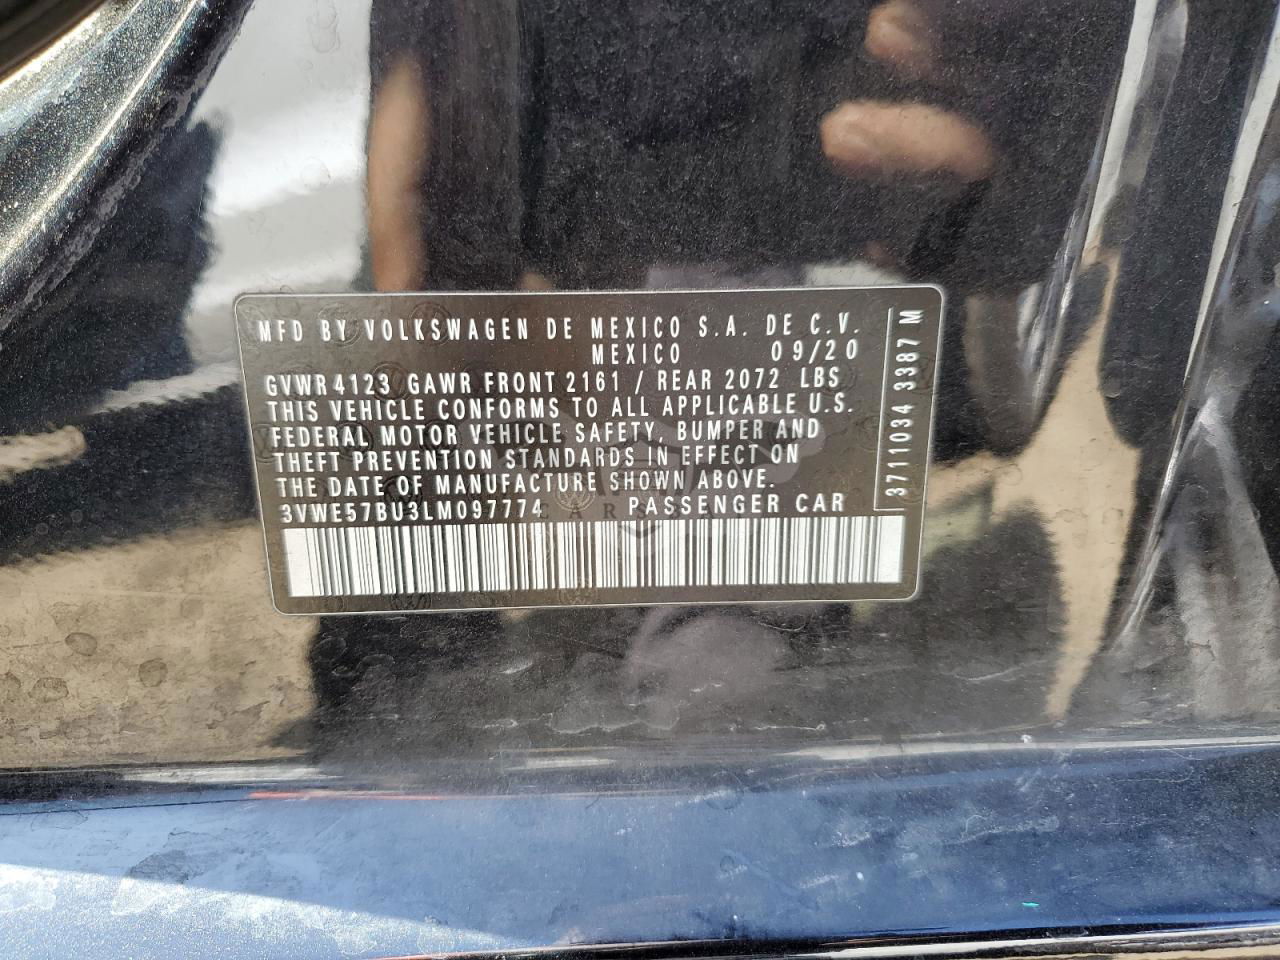 MFD BY VOLKSWAGEN DE MEXICO S.A. DE C.V.
MEXICO 09/20
GVWR 4123 GAWR FRONT 2161 / REAR 2072 LBS
THIS VEHICLE CONFORMS TO ALL APPLICABLE U.S.
FEDERAL MOTOR VEHICLE SAFETY, BUMPER AND
THEFT PREVENTION STANDARDS IN EFFECT ON
THE DATE OF MANUFACTURE SHOWN ABOVE.
3VWE57BU3LM097774 PASSENGER CAR
3711034 3387 M
CARS